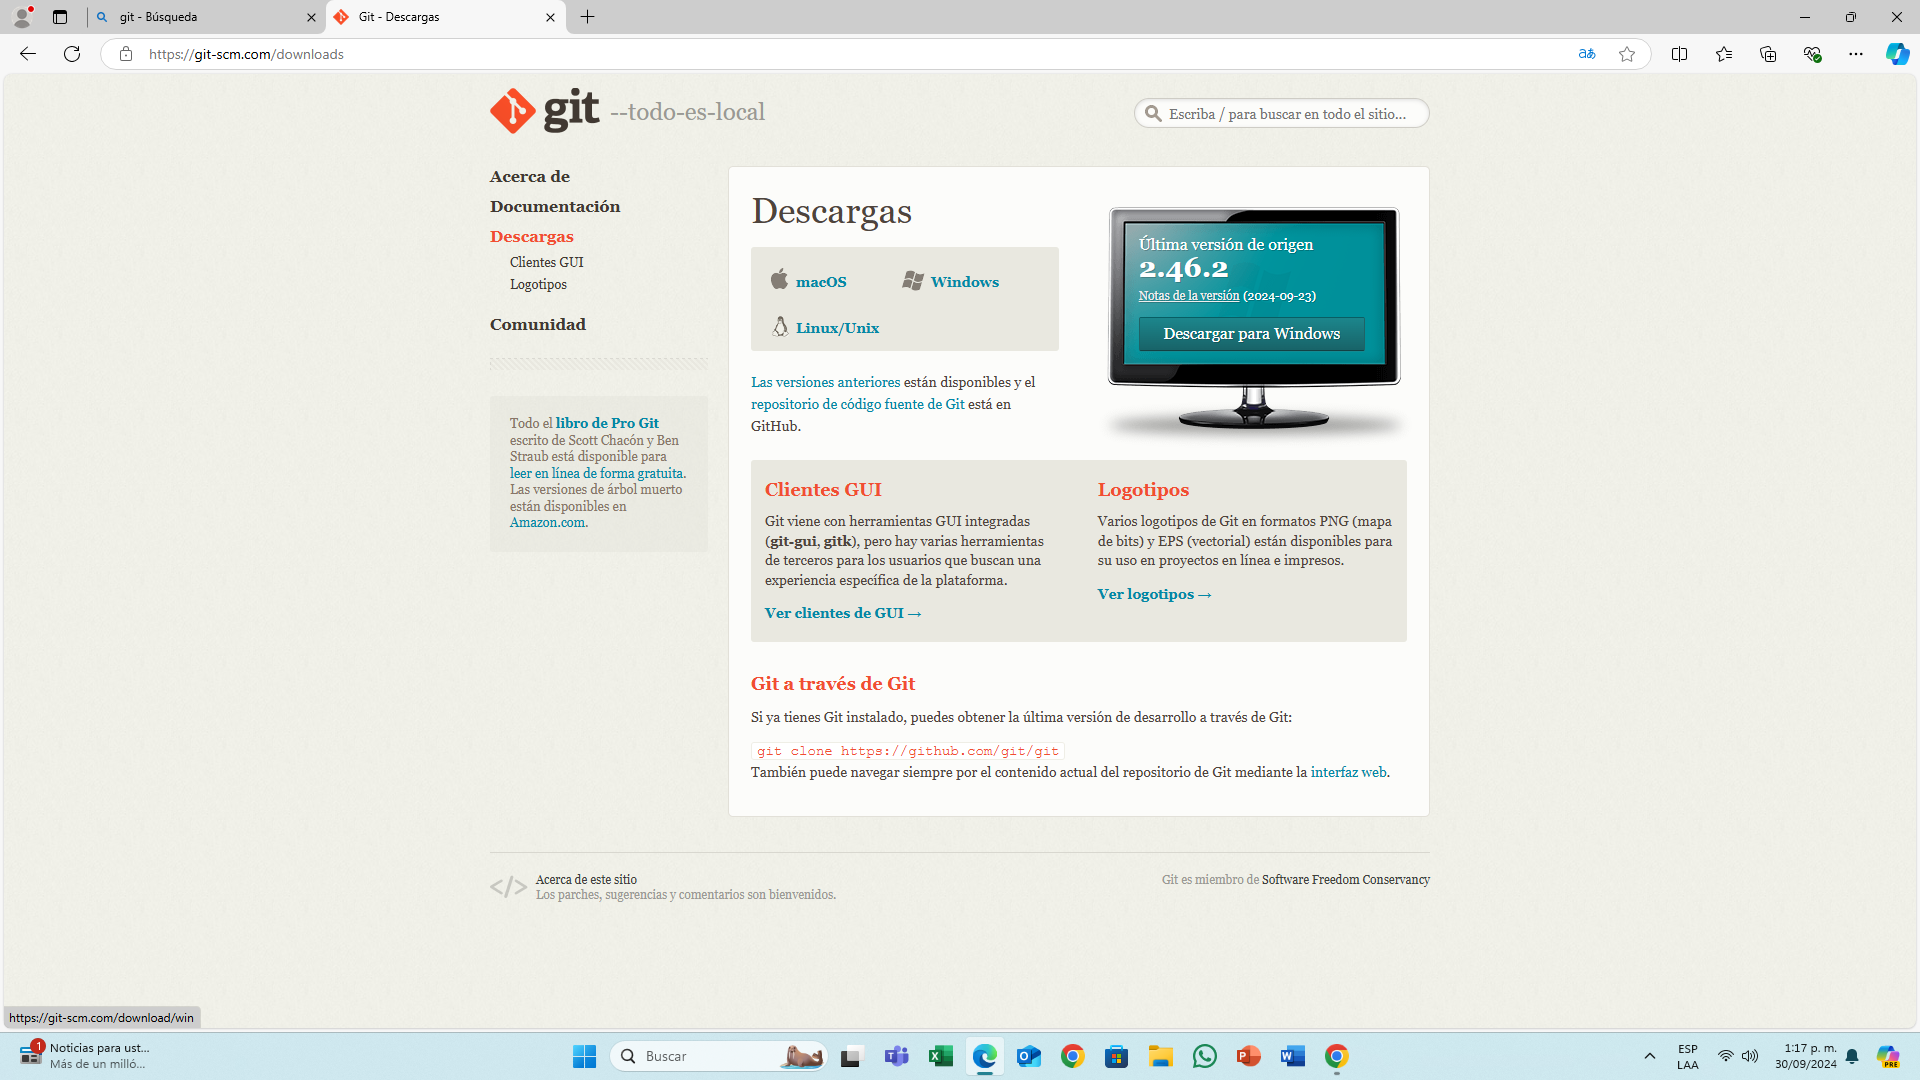 git - Búsqueda
Git - Descargas
https://git-scm.com/downloads
aあ
git --todo-es-local
Escriba / para buscar en todo el sitio...
Acerca de
Documentación
Descargas
Clientes GUI
Logotipos
Comunidad
Todo el libro de Pro Git
escrito de Scott Chacón y Ben
Straub está disponible para
leer en línea de forma gratuita.
Las versiones de árbol muerto
están disponibles en
Amazon.com.
Descargas
macOS
Windows
Linux/Unix
Las versiones anteriores están disponibles y el
repositorio de código fuente de Git está en
GitHub.
Última versión de origen
2.46.2
Notas de la versión (2024-09-23)
Descargar para Windows
Clientes GUI
Git viene con herramientas GUI integradas
(git-gui, gitk), pero hay varias herramientas
de terceros para los usuarios que buscan una
experiencia específica de la plataforma.
Ver clientes de GUI →
Logotipos
Varios logotipos de Git en formatos PNG (mapa
de bits) y EPS (vectorial) están disponibles para
su uso en proyectos en línea e impresos.
Ver logotipos →
Git a través de Git
Si ya tienes Git instalado, puedes obtener la última versión de desarrollo a través de Git:
git clone https://github.com/git/git
También puede navegar siempre por el contenido actual del repositorio de Git mediante la interfaz web.
</> Acerca de este sitio
Los parches, sugerencias y comentarios son bienvenidos.
Git es miembro de Software Freedom Conservancy
https://git-scm.com/download/win
1
Noticias para ust...
Más de un milló...
Buscar
ESP
LAA
1:17 p. m.
30/09/2024
PRE